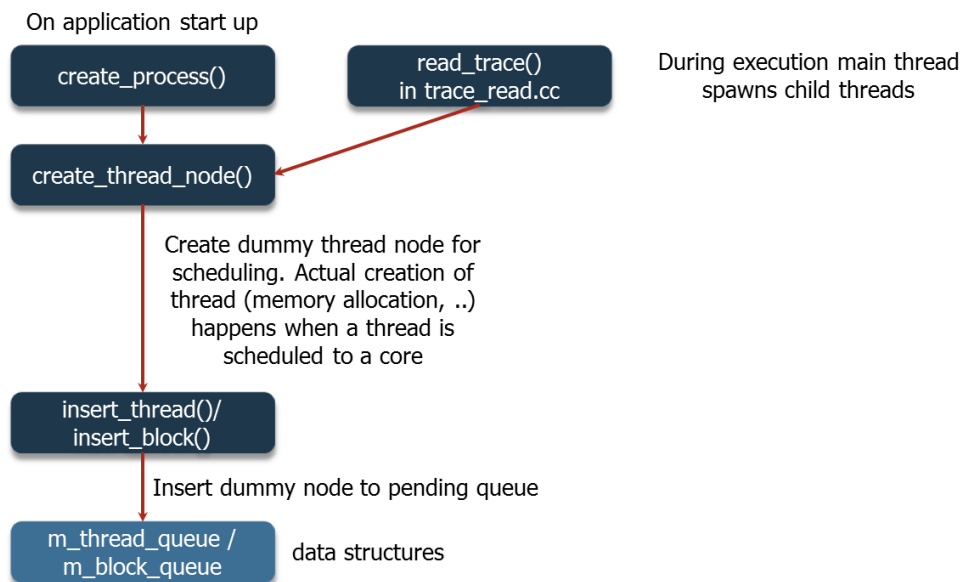 On application start up
create_process()
read_trace()
in trace_read.cc
During execution main thread
spawns child threads
create_thread_node()
Create dummy thread node for
scheduling. Actual creation of
thread (memory allocation, ..)
happens when a thread is
scheduled to a core
insert_thread()/
insert_block()
Insert dummy node to pending queue
m_thread_queue /
m_block_queue
data structures